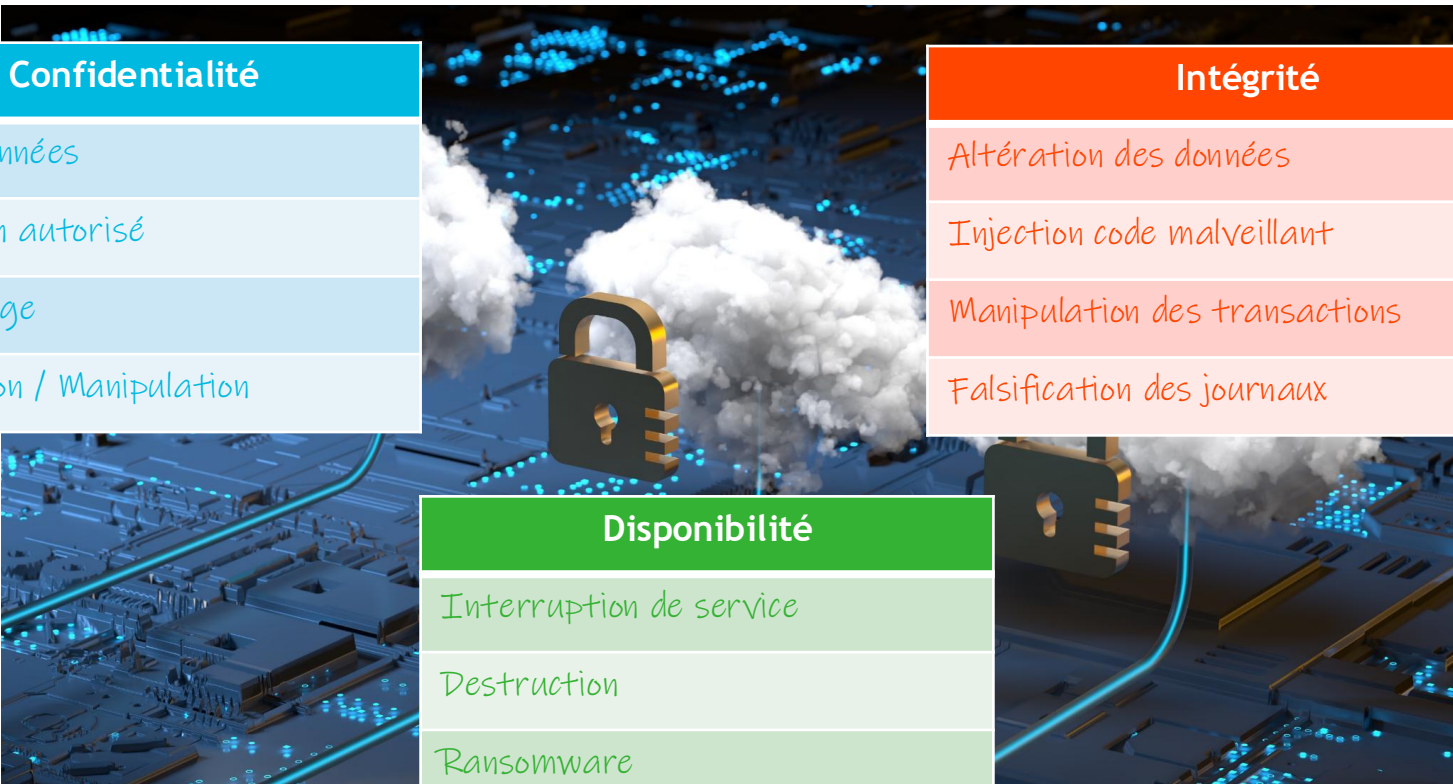 Confidentialité
nnées
n autorisé
ge
on / Manipulation
Intégrité
Altération des données
Injection code malveillant
Manipulation des transactions
Falsification des journaux
Disponibilité
Interruption de service
Destruction
Ransomware